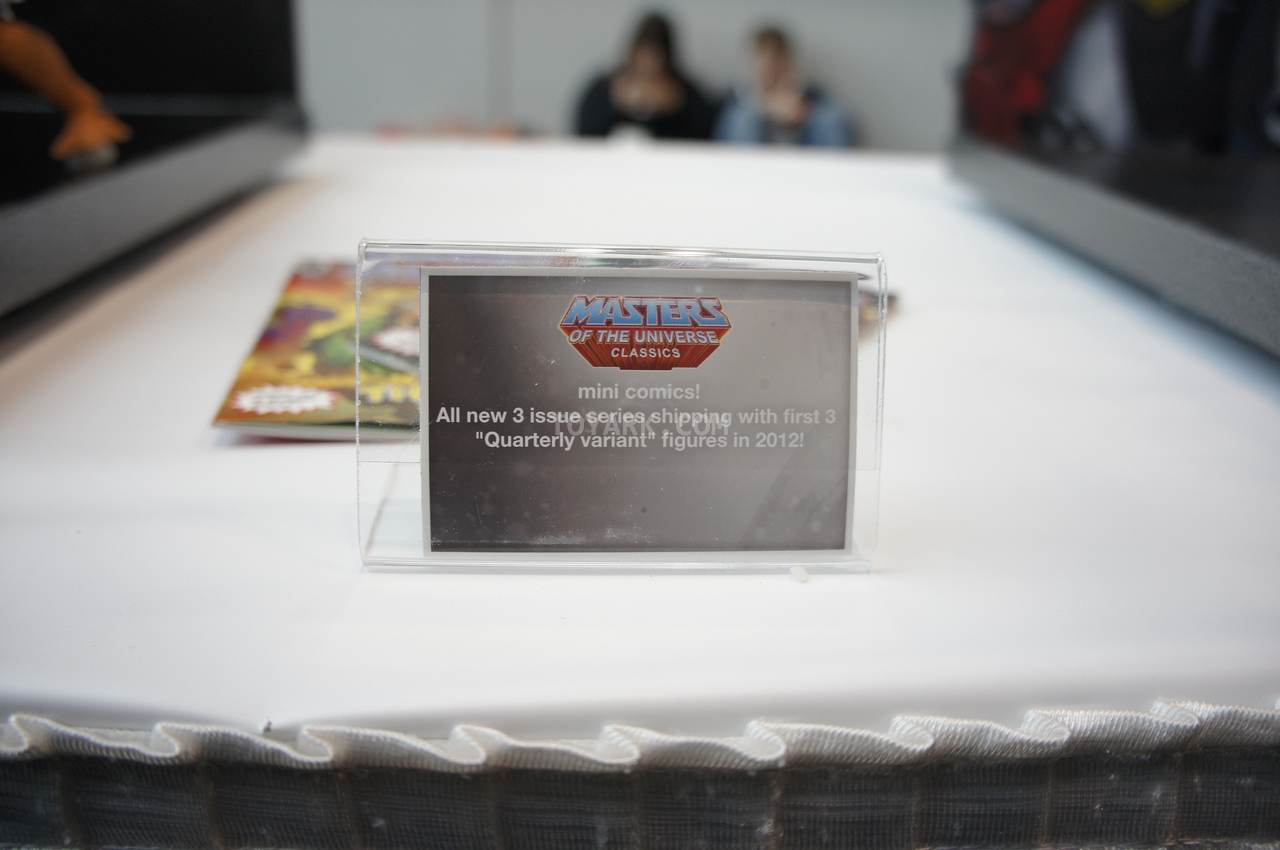 MASTERS
OF THE UNIVERSE
CLASSICS
mini comics!
All new 3 issue series shipping with first 3
"Quarterly variant" figures in 2012!
TOYARK.COM